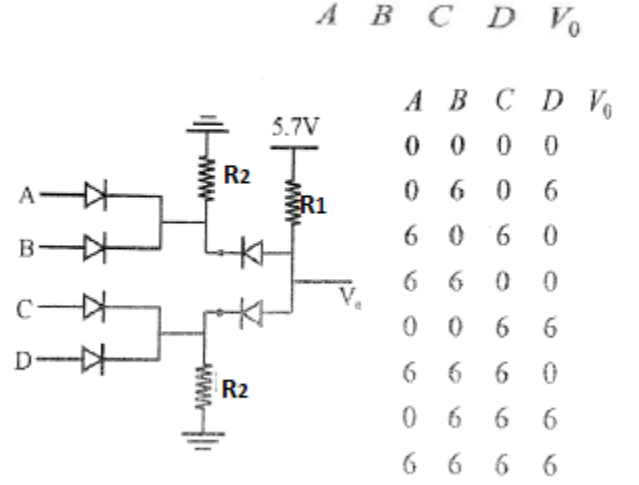 A B C D V₀
A B C D V₀
5.7V
0 0 0 0
R2
R1
0 6 0 6
A
6 0 6 0
B
6 6 0 0
Vₒ
C
0 0 6 6
D
6 6 6 0
R2
0 6 6 6
6 6 6 6